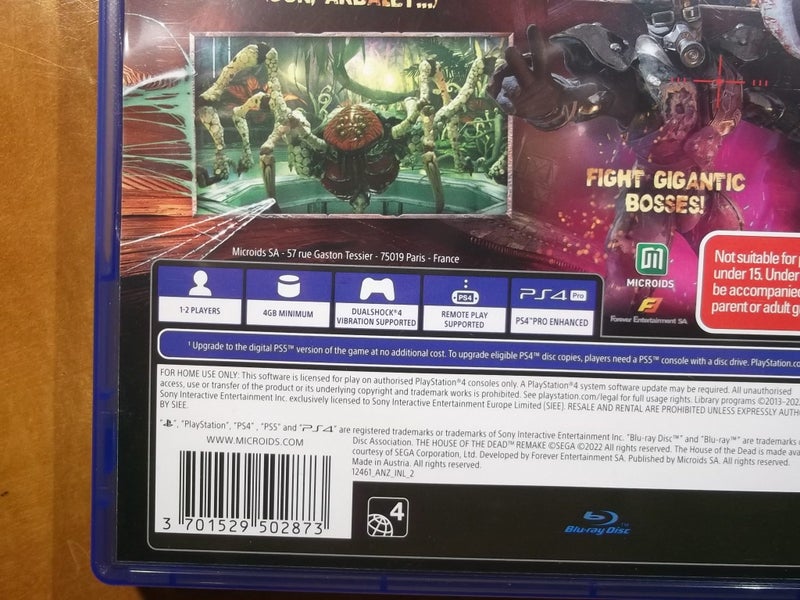 FIGHT GIGANTIC
BOSSES!
Microids SA - 57 rue Gaston Tessier - 75019 Paris - France
MICROIDS
Forever Entertainment SA
Not suitable for
under 15. Under
be accompanied
parent or adult
1-2 PLAYERS
4GB MINIMUM
DUALSHOCK®4
VIBRATION SUPPORTED
PS4
REMOTE PLAY
SUPPORTED
PS4 Pro
PS4™PRO ENHANCED
¹ Upgrade to the digital PS5™ version of the game at no additional cost. To upgrade eligible PS4™ disc copies, players need a PS5™ console with a disc drive. PlayStation.co
FOR HOME USE ONLY: This software is licensed for play on authorised PlayStation®4 consoles only. A PlayStation®4 system software update may be required. All unauthorised
access, use or transfer of the product or its underlying copyright and trademark works is prohibited. See playstation.com/legal for full usage rights. Library programs ©2013-202
Sony Interactive Entertainment Inc. exclusively licensed to Sony Interactive Entertainment Europe Limited (SIEE). RESALE AND RENTAL ARE PROHIBITED UNLESS EXPRESSLY AUTH
BY SIEE.
", "PlayStation", "PS4", "PS5" and "PS4" are registered trademarks or trademarks of Sony Interactive Entertainment Inc. "Blu-ray Disc™" and "Blu-ray™" are trademarks
WWW.MICROIDS.COM
Disc Association. THE HOUSE OF THE DEAD™ REMAKE ©SEGA ©2022 All rights reserved. The House of the Dead is made ava
courtesy of SEGA Corporation, Ltd. Developed by Forever Entertainment SA. Published by Microids SA. All rights reserved.
Made in Austria. All rights reserved.
12461_ANZ_INL_2
3 701529 502873
4
Blu-ray Disc™